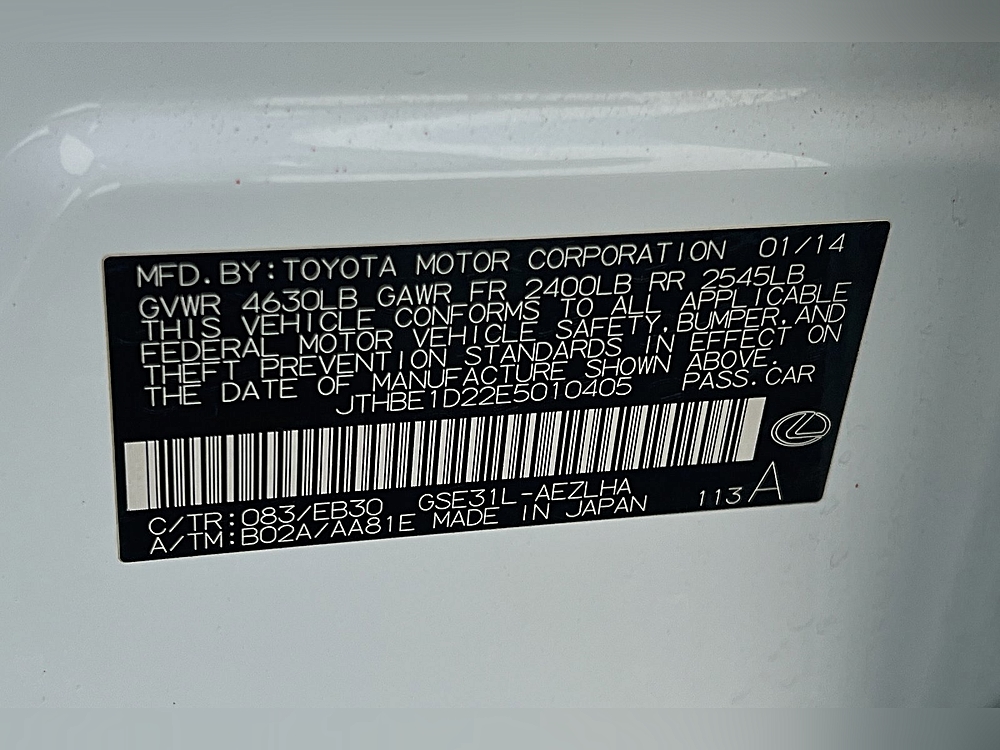 MFD.BY:TOYOTA MOTOR CORPORATION 01/14
GVWR 4630LB GAWR FR 2400LB RR 2545LB
THIS VEHICLE CONFORMS TO ALL APPLICABLE
FEDERAL MOTOR VEHICLE SAFETY,BUMPER,AND
THEFT PREVENTION STANDARDS IN EFFECT ON
THE DATE OF MANUFACTURE SHOWN ABOVE.
JTHBE1D22E5010405 PASS.CAR
C/TR:083/EB30 GSE31L-AEZLHA
A/TM:B02A/AA81E MADE IN JAPAN 113 A